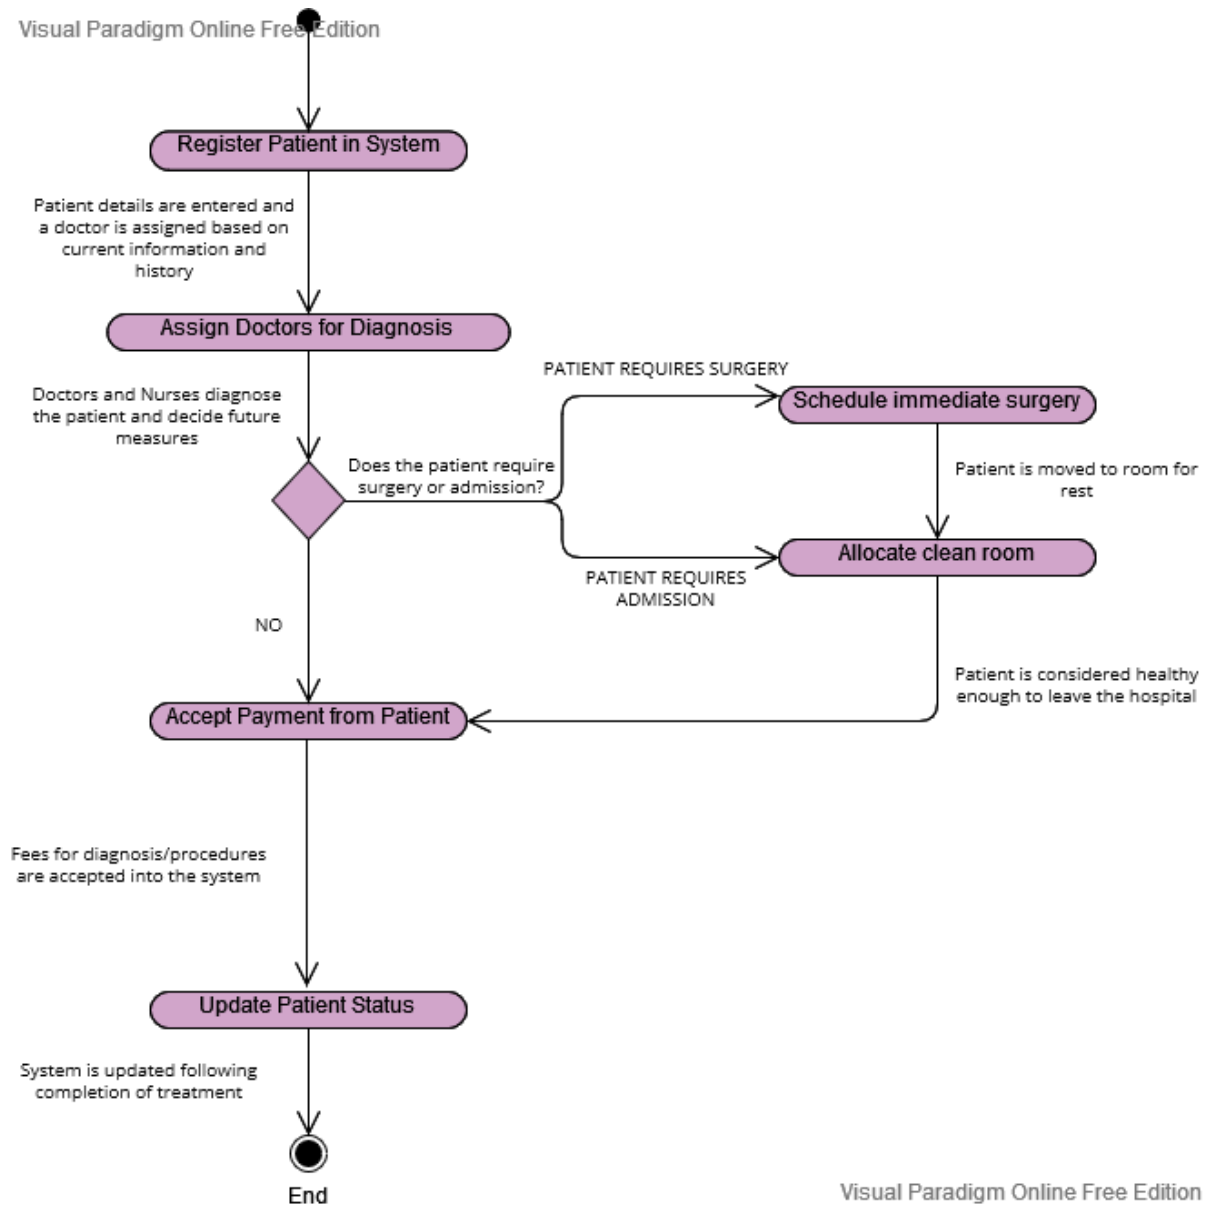 Visual Paradigm Online Free Edition
Register Patient in System
Patient details are entered and
a doctor is assigned based on
current information and
history
Assign Doctors for Diagnosis
Doctors and Nurses diagnose
the patient and decide future
measures
PATIENT REQUIRES SURGERY
Schedule immediate surgery
Does the patient require
surgery or admission?
Patient is moved to room for
rest
Allocate clean room
PATIENT REQUIRES
ADMISSION
NO
Patient is considered healthy
enough to leave the hospital
Accept Payment from Patient
Fees for diagnosis/procedures
are accepted into the system
Update Patient Status
System is updated following
completion of treatment
End
Visual Paradigm Online Free Edition